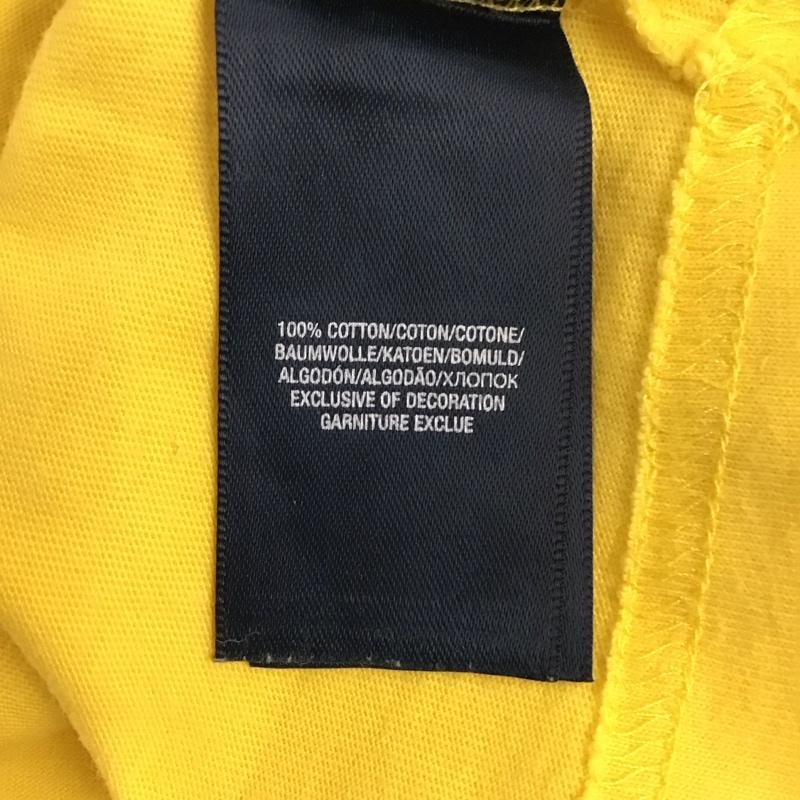 100% COTTON/COTON/COTONE/
BAUMWOLLE/KATOEN/BOMULD/
ALGODÓN/ALGODÃO/ХЛОПОК
EXCLUSIVE OF DECORATION
GARNITURE EXCLUE